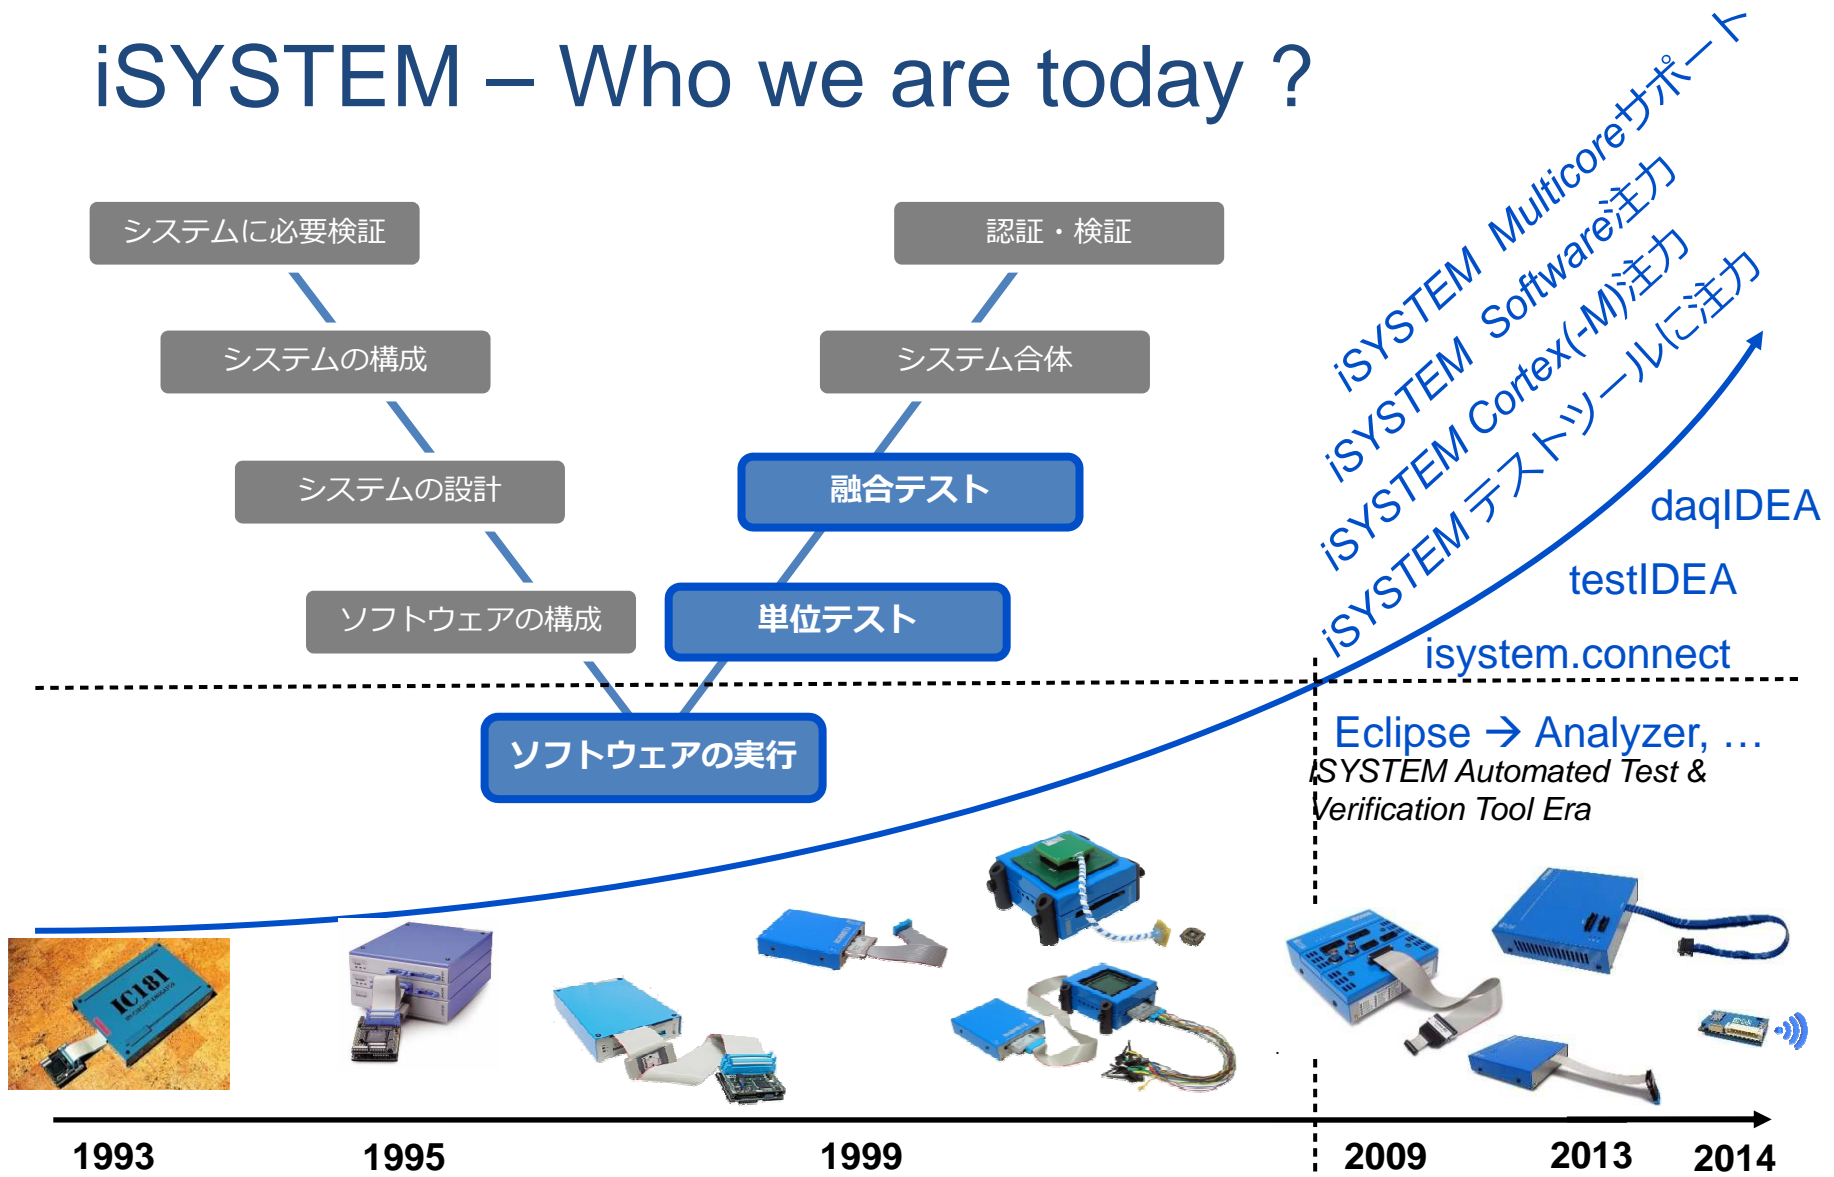 iSYSTEM – Who we are today ?
システムに必要検証
認証・検証
システムの構成
システム合体
システムの設計
融合テスト
ソフトウェアの構成
単位テスト
ソフトウェアの実行
iSYSTEM Multicoreサポート
iSYSTEM Software注力
iSYSTEM Cortex(-M)注力
iSYSTEM テストツールに注力
daqIDEA
testIDEA
isystem.connect
Eclipse → Analyzer, …
iSYSTEM Automated Test &
Verification Tool Era
IC181
1993
1995
1999
2009
2013
2014